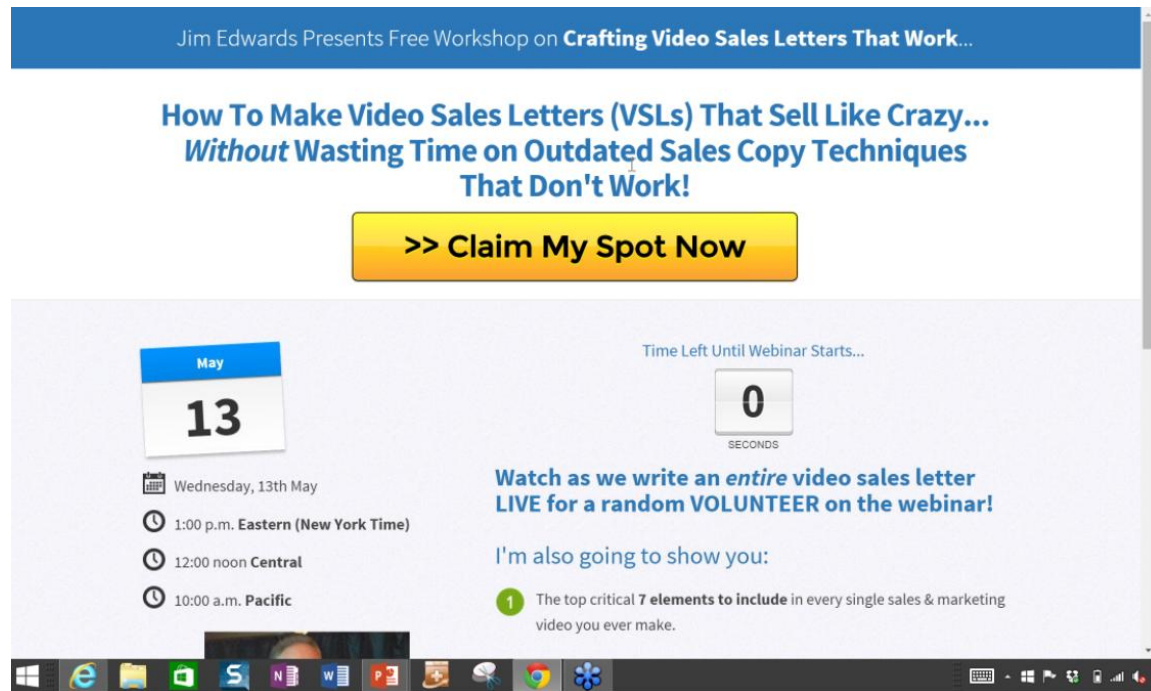 Jim Edwards Presents Free Workshop on Crafting Video Sales Letters That Work...
How To Make Video Sales Letters (VSLs) That Sell Like Crazy...
Without Wasting Time on Outdated Sales Copy Techniques
That Don't Work!
>> Claim My Spot Now
May
13
Wednesday, 13th May
1:00 p.m. Eastern (New York Time)
12:00 noon Central
10:00 a.m. Pacific
Time Left Until Webinar Starts...
0
SECONDS
Watch as we write an entire video sales letter
LIVE for a random VOLUNTEER on the webinar!
I'm also going to show you:
1 The top critical 7 elements to include in every single sales & marketing
video you ever make.